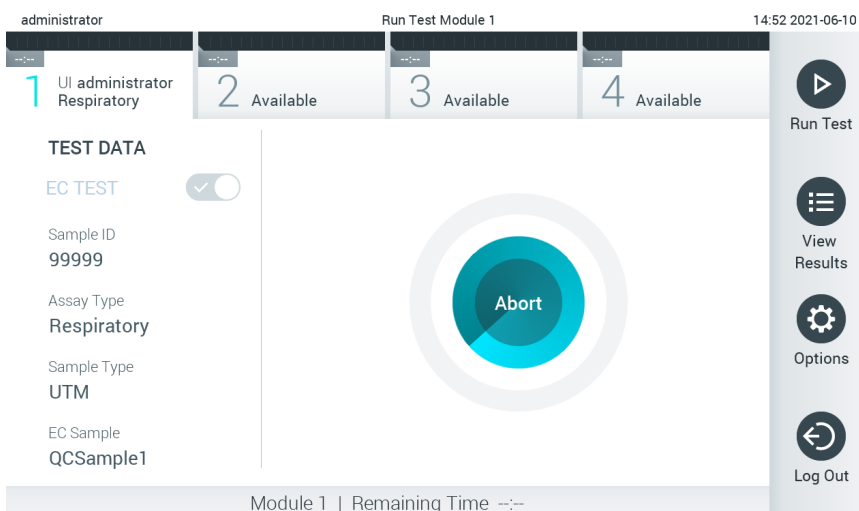 administrator
Run Test Module 1
14:52 2021-06-10
--:--
--:--
--:--
--:--
1 UI administrator
Respiratory
2 Available
3 Available
4 Available
TEST DATA
EC TEST
Sample ID
99999
Assay Type
Respiratory
Sample Type
UTM
EC Sample
QCSample1
Abort
Run Test
View
Results
Options
Log Out
Module 1 | Remaining Time --:--